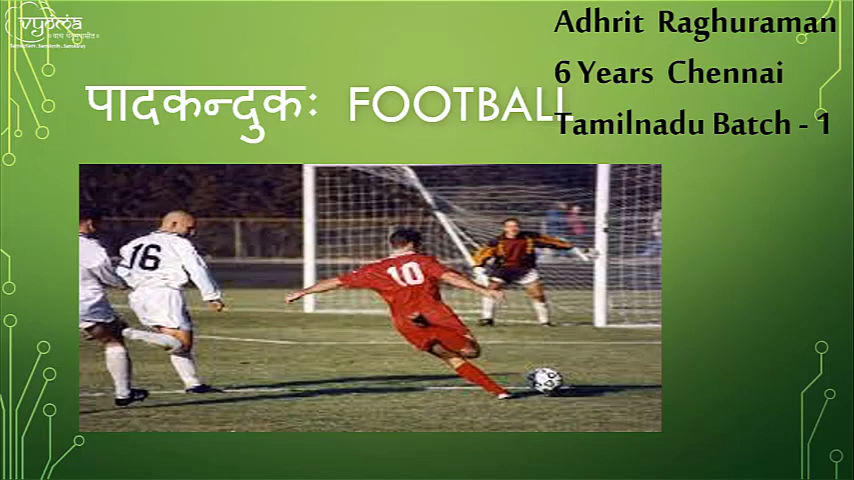 vyoma
Adhrit Raghuraman
6 Years Chennai
Tamilnadu Batch - 1
पादकन्दुकः FOOTBALL
16
10